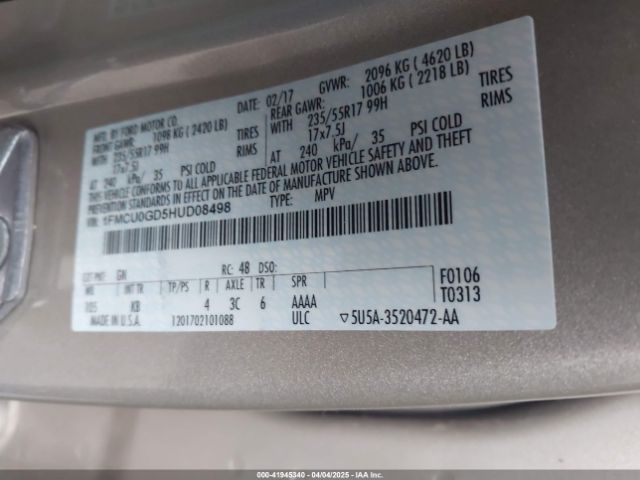 MFD. BY FORD MOTOR CO.
02/17 GVWR: 2096 KG ( 4620 LB)
FRONT GAWR: 1098 KG ( 2420 LB)
REAR GAWR: 1006 KG ( 2218 LB)
WITH 235/55R17 99H TIRES
WITH 235/55R17 99H TIRES
17x7.5J RIMS
17x7.5J RIMS
AT 240 kPa/ 35 PSI COLD
AT 240 kPa/ 35 PSI COLD
THIS VEHICLE CONFORMS TO ALL APPLICABLE FEDERAL MOTOR VEHICLE SAFETY AND THEFT
PREVENTION STANDARDS IN EFFECT ON THE DATE OF MANUFACTURE SHOWN ABOVE.
VIN: 1FMCU0GD5HUD08498
TYPE: MPV
EXT PNT: GN RC: 48 DSO:
WB INT TR TP/PS R AXLE TR SPR
105 KB 4 3C 6 AAAA
F0106
T0313
MADE IN U.S.A. 1201702101088 ULC
▽5U5A-3520472-AA
000-41945340 - 04/04/2025 - IAA Inc.